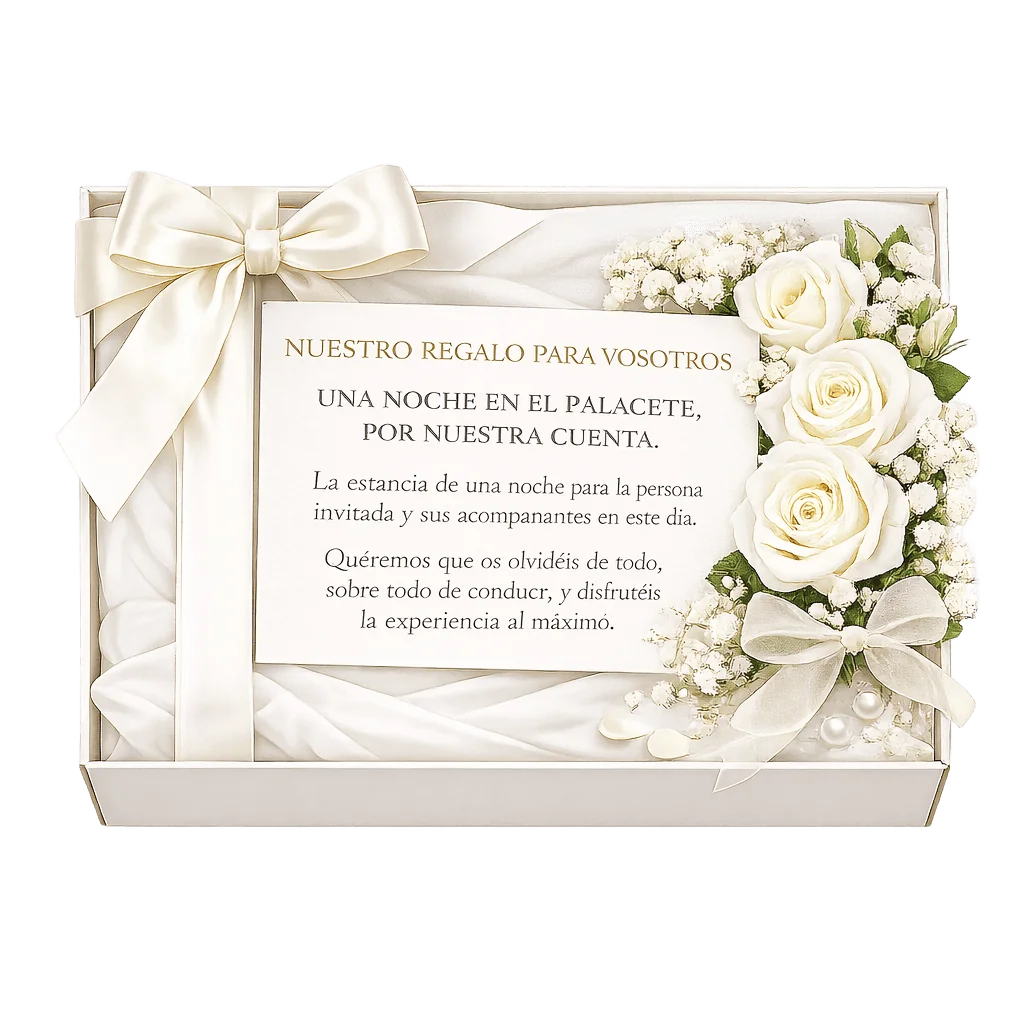 NUESTRO REGALO PARA VOSOTROS
UNA NOCHE EN EL PALACETE,
POR NUESTRA CUENTA.
La estancia de una noche para la persona
invitada y sus acompanantes en este dia.
Quéremos que os olvidéis de todo,
sobre todo de conducr, y disfrutéis
la experiencia al máximó.